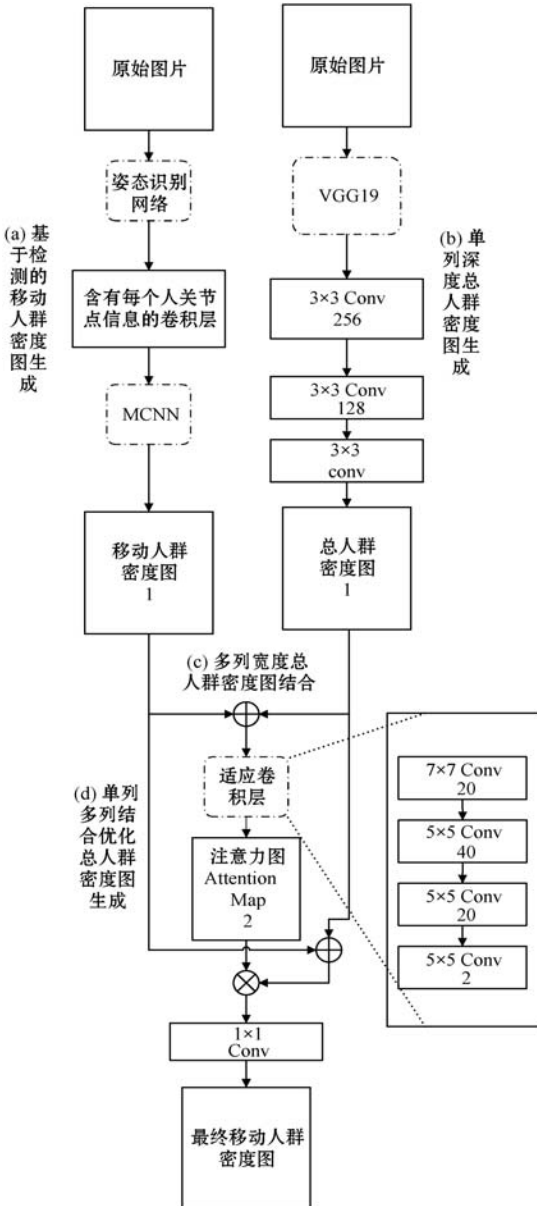 原始图片
姿态识别
网络
(a) 基
于检
测的
移动
人群
密度
图生
成
含有每个人关节
点信息的卷积层
MCNN
移动人群
密度图
1
原始图片
VGG19
(b) 单
列深
度总
人群
密度
图生
成
3×3 Conv
256
3×3 Conv
128
3×3
conv
总人群
密度图
1
(c) 多列宽度总
人群密度图结合
适应卷
积层
(d) 单列
多列结
合优化
总人群
密度图
生成
注意力图
Attention
Map
2
7×7 Conv
20
5×5 Conv
40
5×5 Conv
20
5×5 Conv
2
1×1
Conv
最终移动人群
密度图